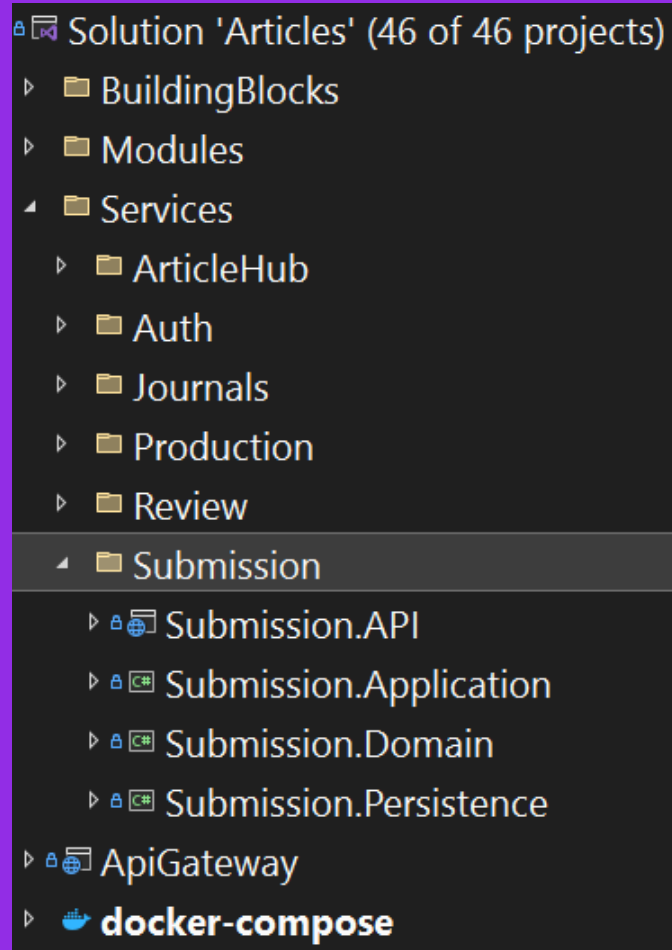 Solution 'Articles' (46 of 46 projects)
BuildingBlocks
Modules
Services
ArticleHub
Auth
Journals
Production
Review
Submission
Submission.API
C# Submission.Application
C# Submission.Domain
C# Submission.Persistence
ApiGateway
docker-compose